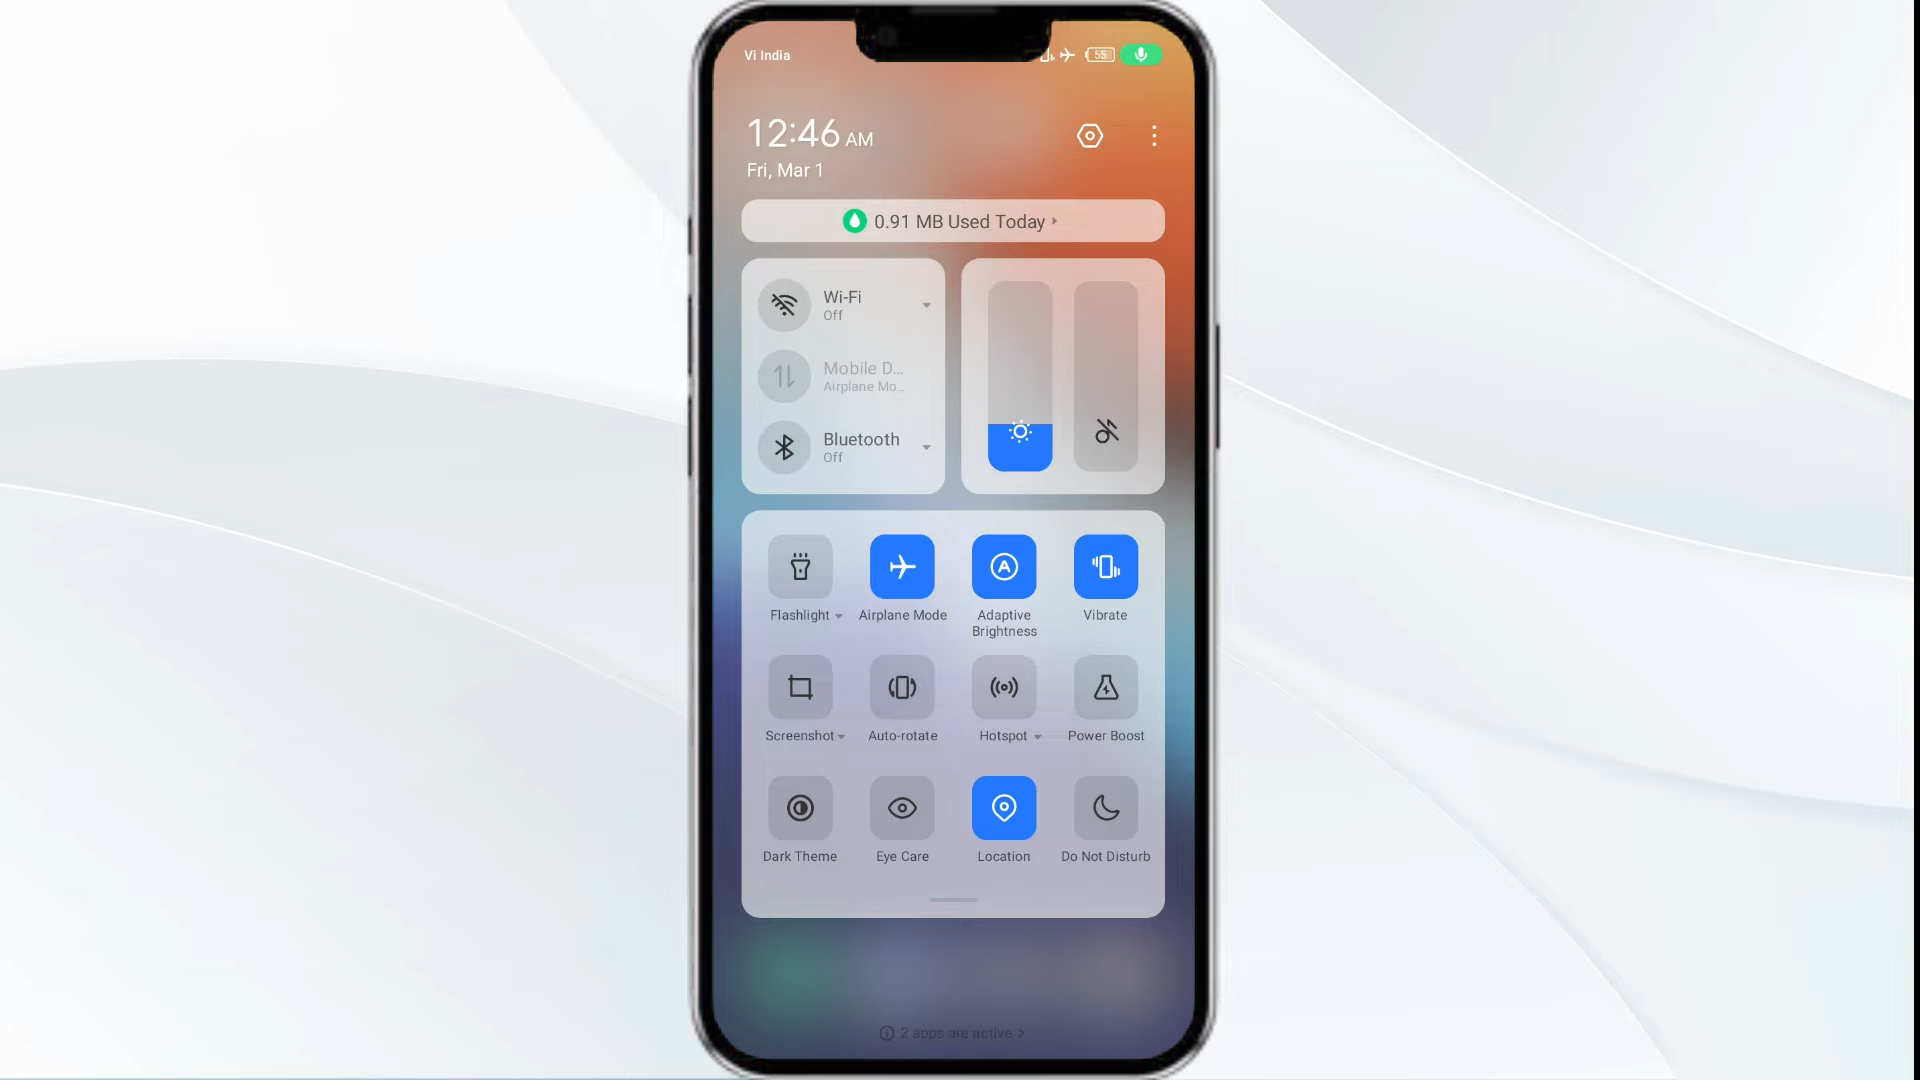 Vi India
55
12:46 AM
Fri, Mar 1
0.91 MB Used Today
Wi-Fi
Off
Mobile D...
Airplane Mo...
Bluetooth
Off
Flashlight
Airplane Mode
Adaptive
Brightness
Vibrate
Screenshot
Auto-rotate
Hotspot
Power Boost
Dark Theme
Eye Care
Location
Do Not Disturb
2 apps are active